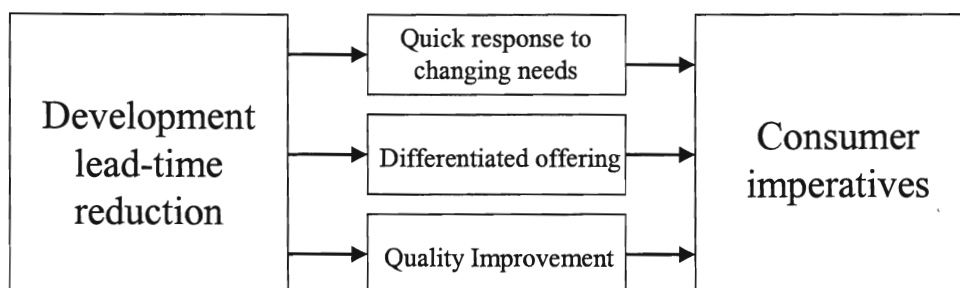 Development
lead-time
reduction
Quick response to
changing needs
Differentiated offering
Quality Improvement
Consumer
imperatives